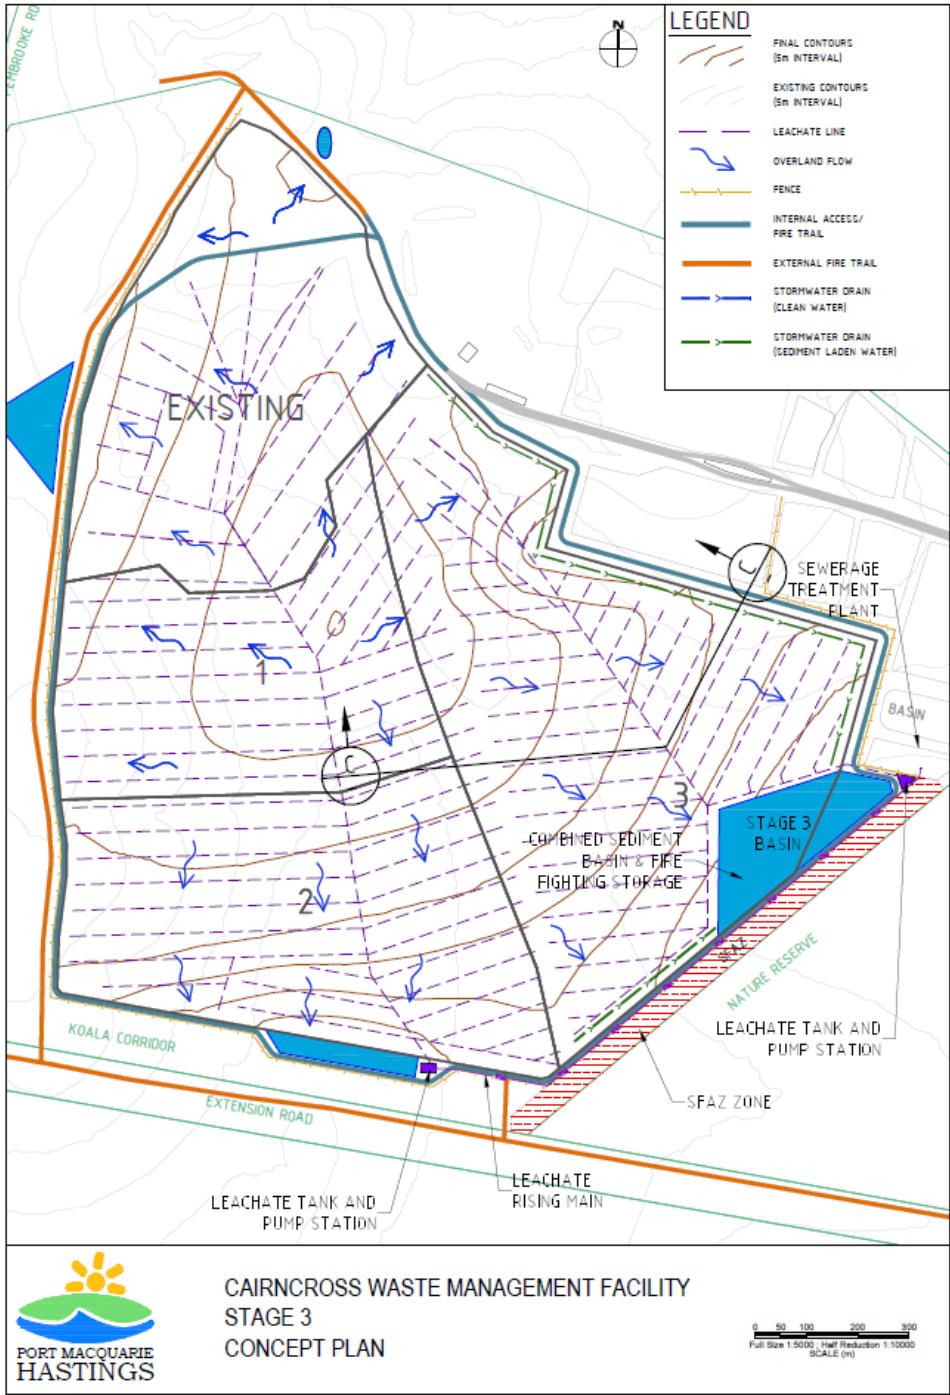 PEMBROOKE RD
N
LEGEND
FINAL CONTOURS
(5m INTERVAL)
EXISTING CONTOURS
(5m INTERVAL)
LEACHATE LINE
OVERLAND FLOW
FENCE
INTERNAL ACCESS/
FIRE TRAIL
EXTERNAL FIRE TRAIL
STORMWATER DRAIN
(CLEAN WATER)
STORMWATER DRAIN
(SEDIMENT LADEN WATER)
EXISTING
C
SEWERAGE
TREATMENT
PLANT
1
BASIN
C
3
STAGE 3
BASIN
COMBINED SEDIMENT
BASIN & FIRE
FIGHTING STORAGE
2
SFAZ
NATURE RESERVE
KOALA CORRIDOR
LEACHATE TANK AND
PUMP STATION
EXTENSION ROAD
SFAZ ZONE
LEACHATE
RISING MAIN
LEACHATE TANK AND
PUMP STATION
PORT MACQUARIE
HASTINGS
CAIRNCROSS WASTE MANAGEMENT FACILITY
STAGE 3
CONCEPT PLAN
0 50 100 200 300
Full Size 1:5000 ; Half Reduction 1:10000
SCALE (m)